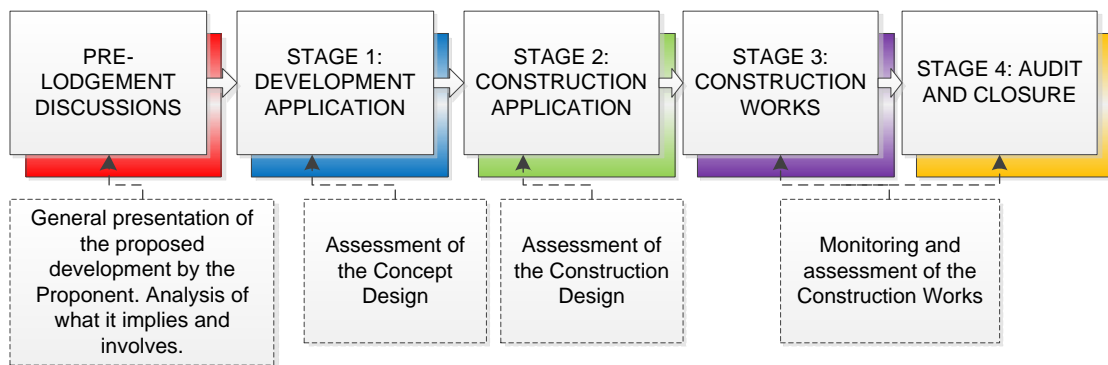 PRE-
LODGEMENT
DISCUSSIONS
STAGE 1:
DEVELOPMENT
APPLICATION
STAGE 2:
CONSTRUCTION
APPLICATION
STAGE 3:
CONSTRUCTION
WORKS
STAGE 4: AUDIT
AND CLOSURE
General presentation of
the proposed
development by the
Proponent. Analysis of
what it implies and
involves.
Assessment of
the Concept
Design
Assessment of
the Construction
Design
Monitoring and
assessment of the
Construction Works